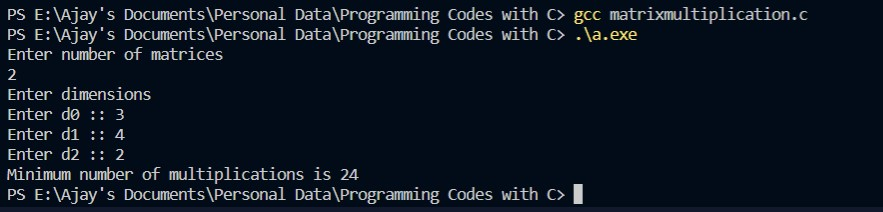 PS E:\Ajay's Documents\Personal Data\Programming Codes with C> gcc matrixmultiplication.c
PS E:\Ajay's Documents\Personal Data\Programming Codes with C> .\a.exe
Enter number of matrices
2
Enter dimensions
Enter d0 :: 3
Enter d1 :: 4
Enter d2 :: 2
Minimum number of multiplications is 24
PS E:\Ajay's Documents\Personal Data\Programming Codes with C>